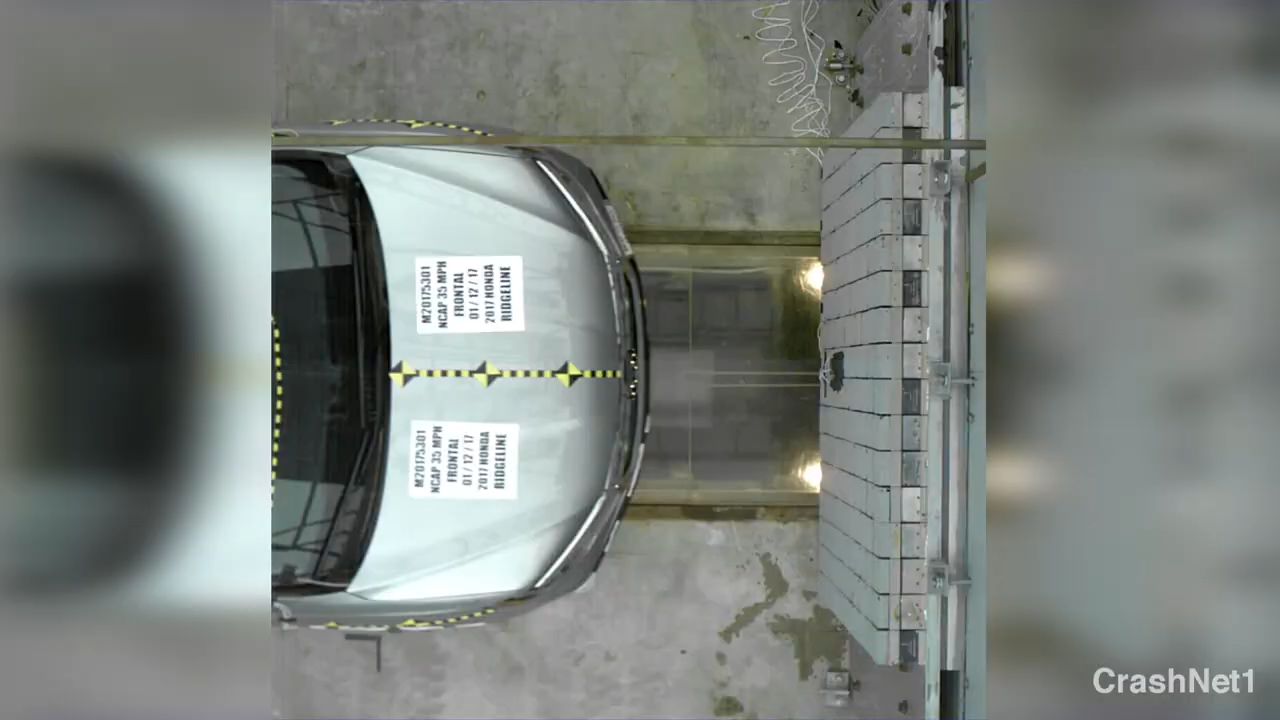 M20175301
NCAP 35 MPH
FRONTAL
01 / 12 / 17
2017 HONDA
RIDGELINE
M20175301
NCAP 35 MPH
FRONTAL
01 / 12 / 17
2017 HONDA
RIDGELINE
CrashNet1